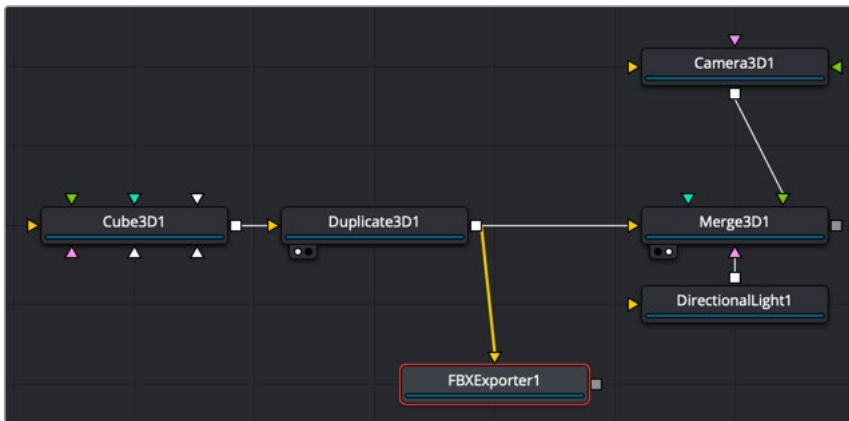 Camera3D1
Cube3D1
Duplicate3D1
Merge3D1
DirectionalLight1
FBXExporter1